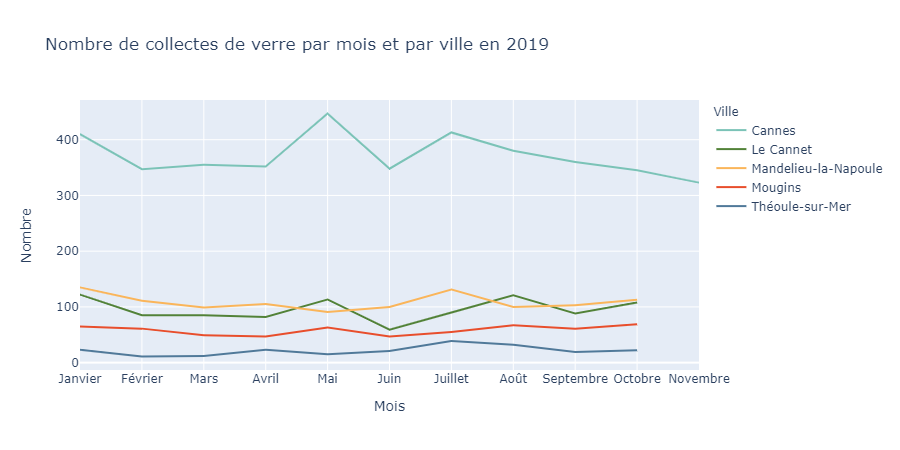 Nombre de collectes de verre par mois et par ville en 2019
Ville
Cannes
Le Cannet
Mandelieu-la-Napoule
Mougins
Théoule-sur-Mer
Nombre
400
300
200
100
0
Janvier Février Mars Avril Mai Juin Juillet Août Septembre Octobre Novembre
Mois